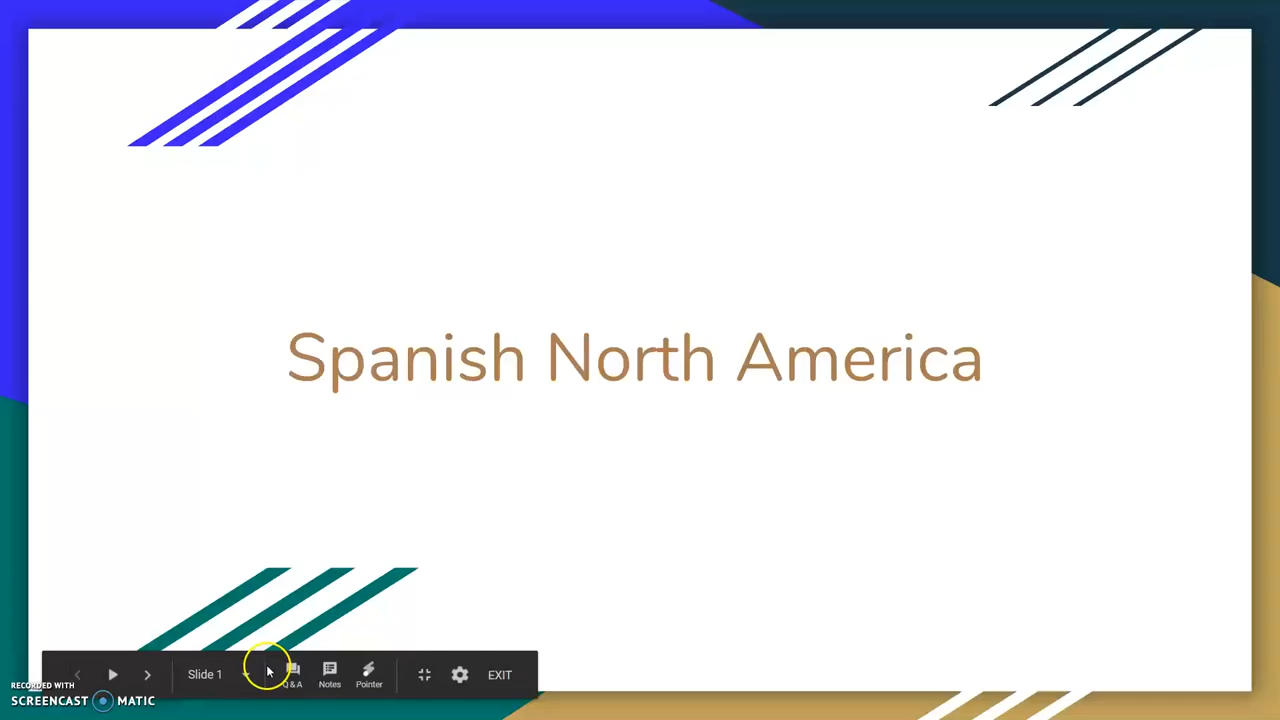 Spanish North America
Slide 1
Q & A
Notes
Pointer
EXIT
RECORDED WITH
SCREENCAST MATIC